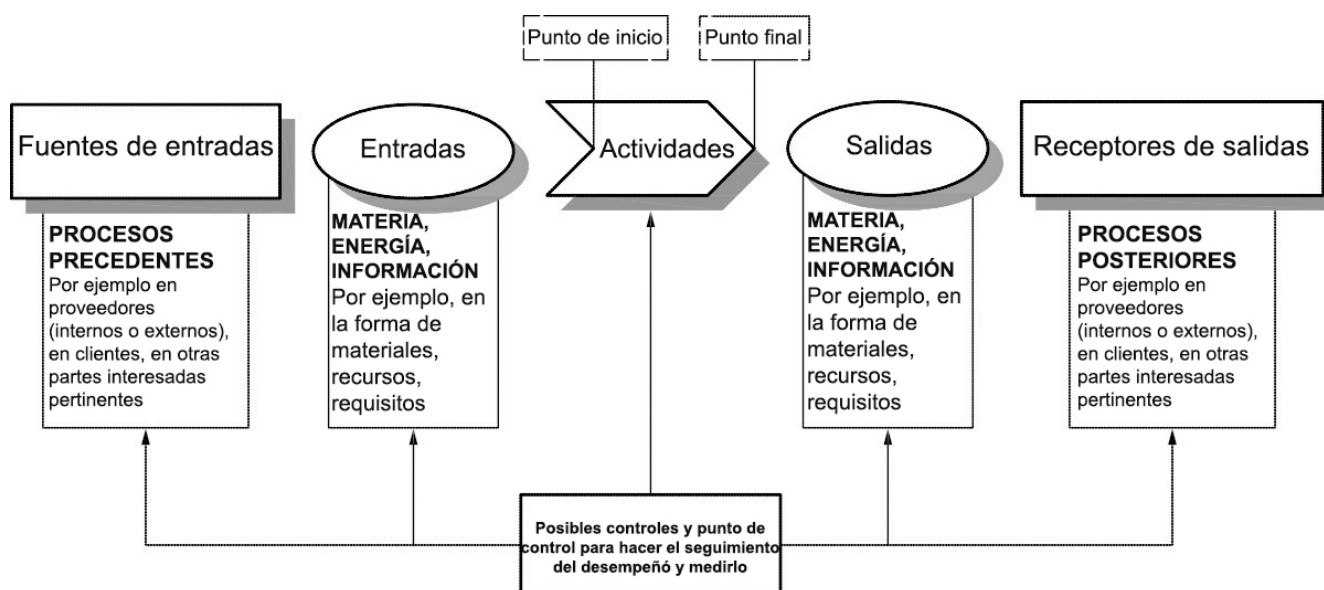 Punto de inicio
Punto final
Fuentes de entradas
Entradas
Actividades
Salidas
Receptores de salidas
PROCESOS
PRECEDENTES
Por ejemplo en
proveedores
(internos o externos),
en clientes, en otras
partes interesadas
pertinentes
MATERIA,
ENERGÍA,
INFORMACIÓN
Por ejemplo, en
la forma de
materiales,
recursos,
requisitos
MATERIA,
ENERGÍA,
INFORMACIÓN
Por ejemplo, en
la forma de
materiales,
recursos,
requisitos
PROCESOS
POSTERIORES
Por ejemplo en
proveedores
(internos o externos),
en clientes, en otras
partes interesadas
pertinentes
Posibles controles y punto de
control para hacer el seguimiento
del desempeñó y medirlo